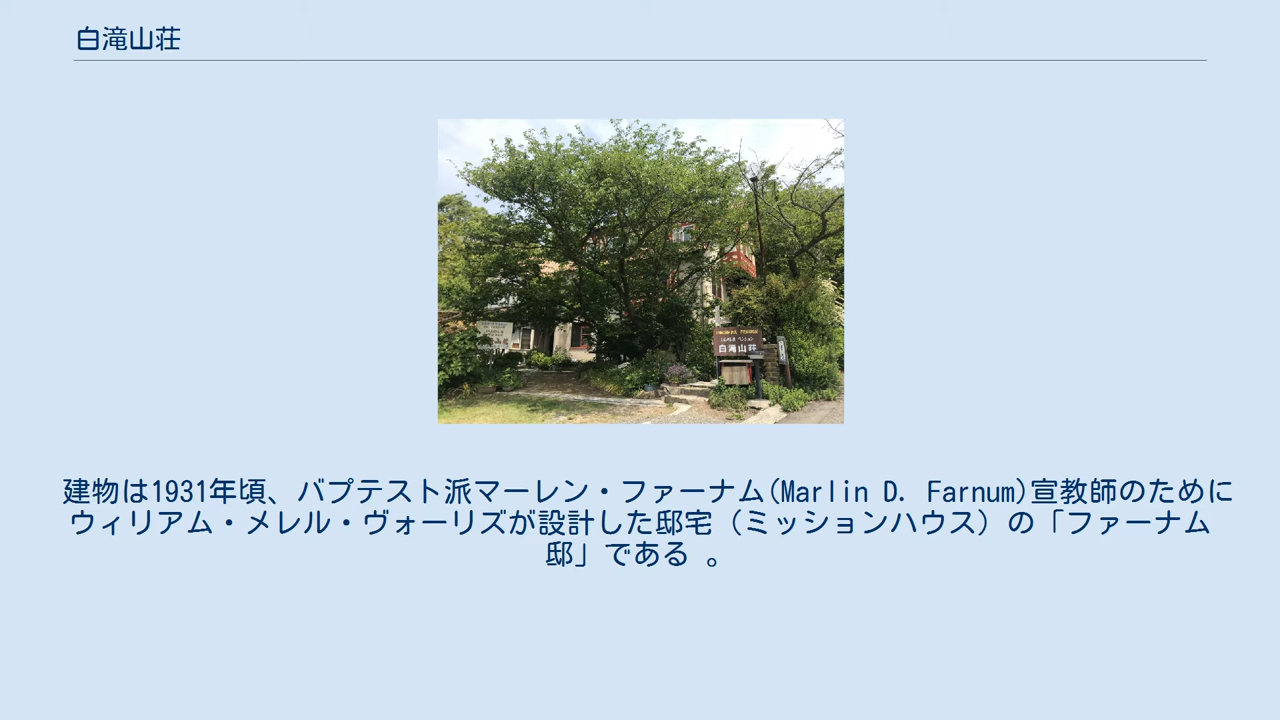 白滝山荘
白滝山荘
建物は1931年頃、バプテスト派マーレン・ファーナム(Marlin D. Farnum)宣教師のために
ウィリアム・メレル・ヴォーリズが設計した邸宅（ミッションハウス）の「ファーナム
邸」である 。